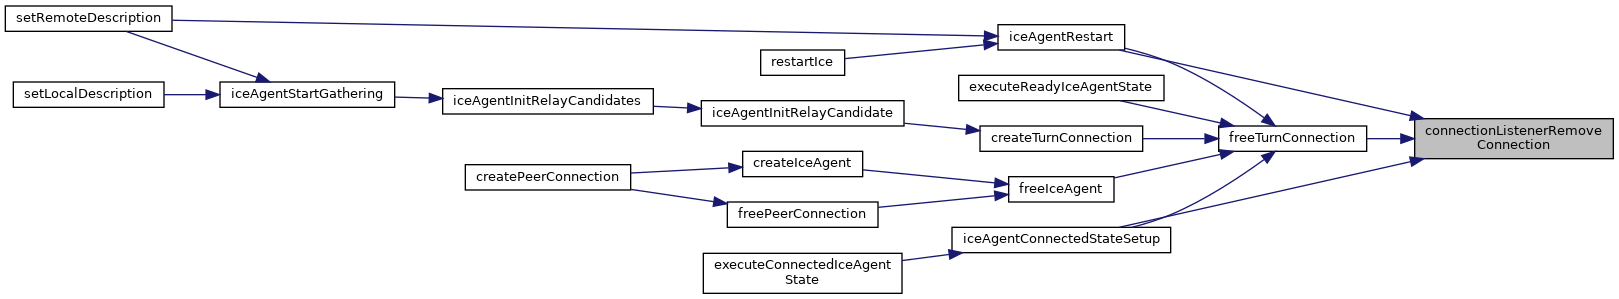 setRemoteDescription
iceAgentRestart
restartIce
executeReadyIceAgentState
setLocalDescription
iceAgentStartGathering
iceAgentInitRelayCandidates
iceAgentInitRelayCandidate
createTurnConnection
freeTurnConnection
connectionListenerRemove
Connection
createIceAgent
createPeerConnection
freeIceAgent
freePeerConnection
iceAgentConnectedStateSetup
executeConnectedIceAgent
State